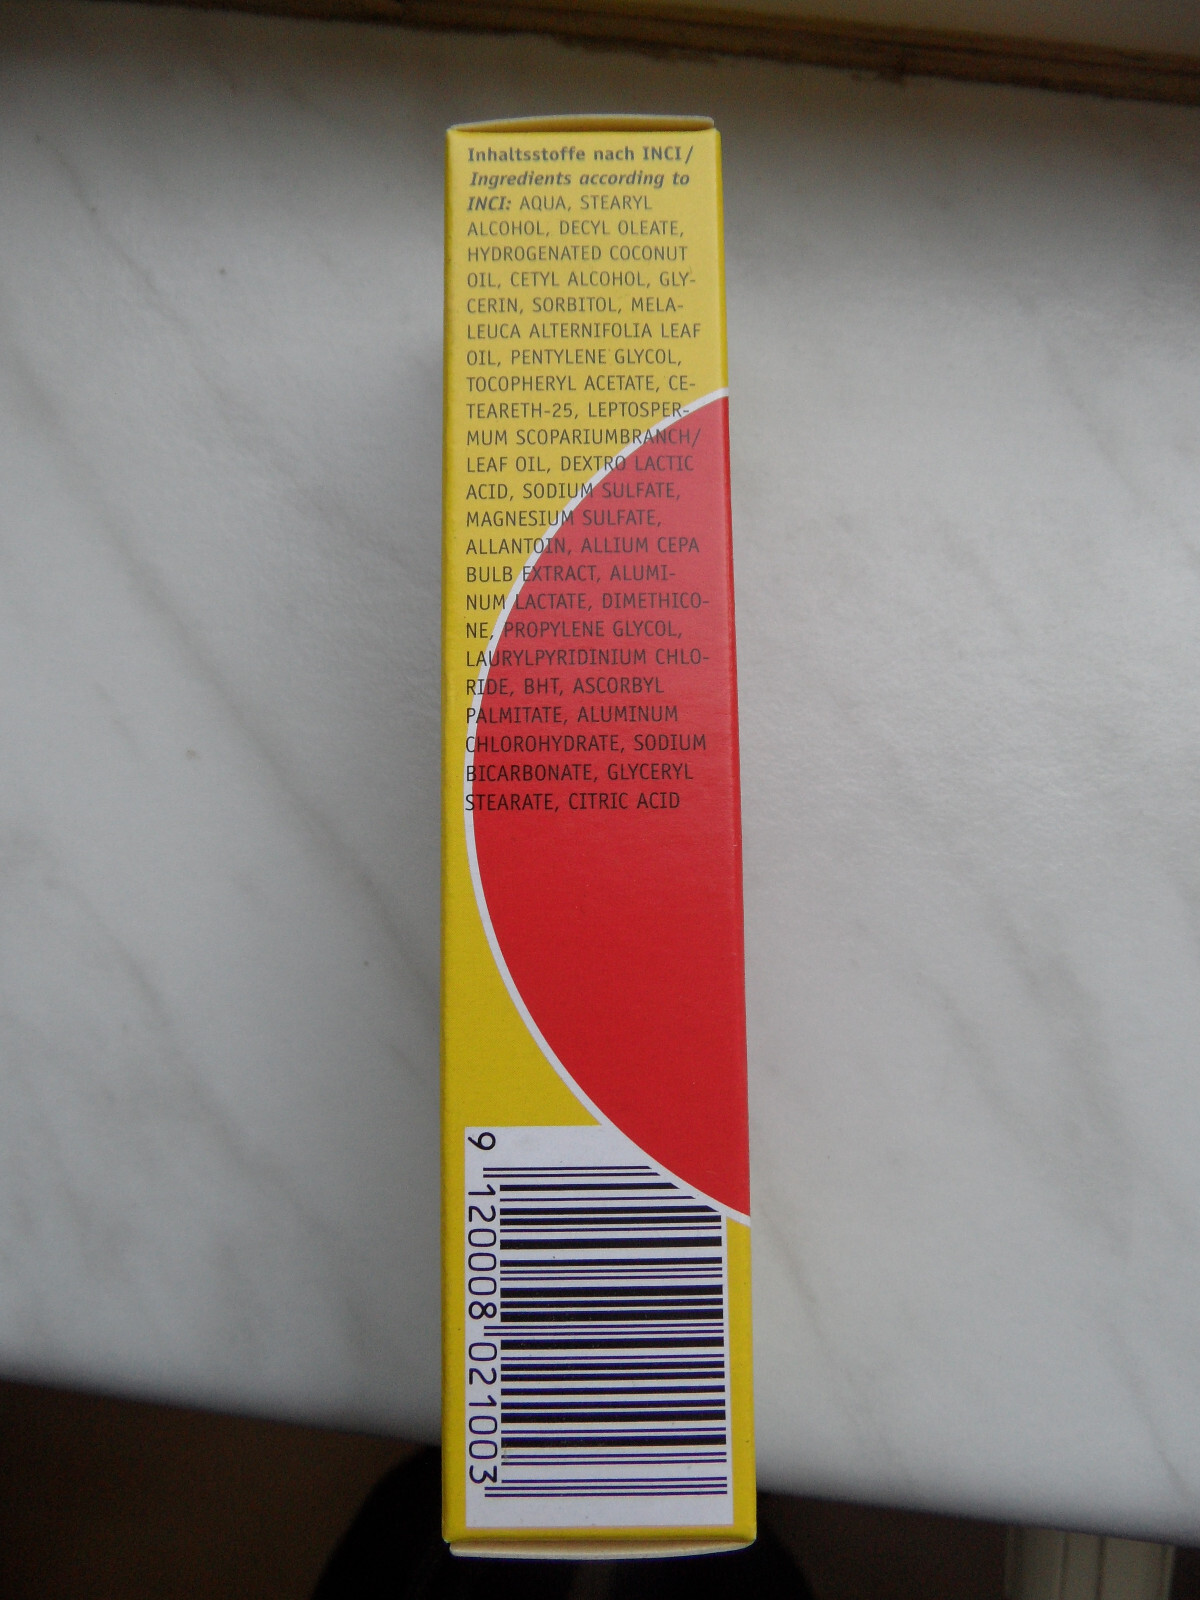 Inhaltsstoffe nach INCI/
Ingredients according to
INCI: AQUA, STEARYL
ALCOHOL, DECYL OLEATE,
HYDROGENATED COCONUT
OIL, CETYL ALCOHOL, GLY-
CERIN, SORBITOL, MELA-
LEUCA ALTERNIFOLIA LEAF
OIL, PENTYLENE GLYCOL,
TOCOPHERYL ACETATE, CE-
TEARETH-25, LEPTOSPER-
MUM SCOPARIUMBRANCH/
LEAF OIL, DEXTRO LACTIC
ACID, SODIUM SULFATE,
MAGNESIUM SULFATE,
ALLANTOIN, ALLIUM CEPA
BULB EXTRACT, ALUMI-
NUM LACTATE, DIMETHICO-
NE, PROPYLENE GLYCOL,
LAURYLPYRIDINIUM CHLO-
RIDE, BHT, ASCORBYL
PALMITATE, ALUMINUM
CHLOROHYDRATE, SODIUM
BICARBONATE, GLYCERYL
STEARATE, CITRIC ACID
9 120008 021003